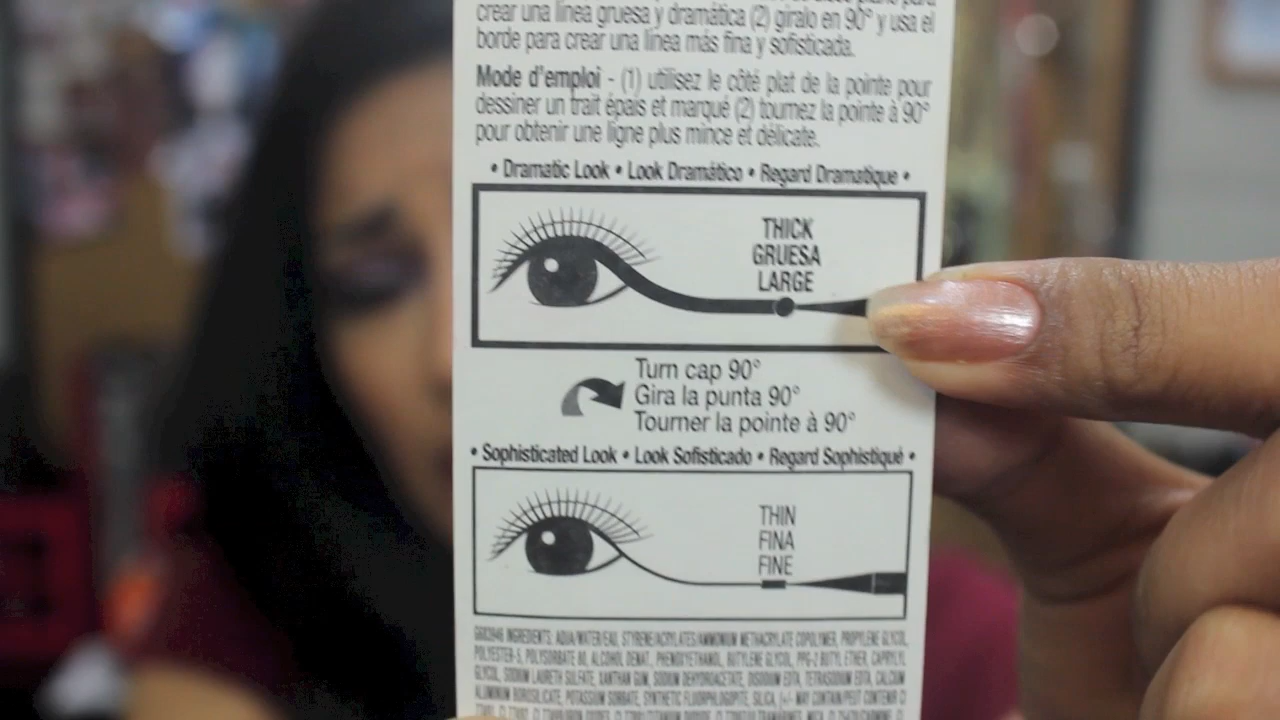 crear una línea gruesa y dramática (2) gíralo en 90° y usa el
borde para crear una línea más fina y sofisticada.
Mode d'emploi - (1) utilisez le côté plat de la pointe pour
dessiner un trait épais et marqué (2) tournez la pointe à 90°
pour obtenir une ligne plus mince et délicate.
• Dramatic Look • Look Dramático • Regard Dramatique •
THICK
GRUESA
LARGE
Turn cap 90°
Gira la punta 90°
Tourner la pointe à 90°
• Sophisticated Look • Look Sofisticado • Regard Sophistiqué •
THIN
FINA
FINE
INGREDIENTS: AQUA/WATER/EAU, STYRENE/ACRYLATES/AMMONIUM METHACRYLATE COPOLYMER, PROPYLENE GLYCOL,
POLYESTER-5, POLYSORBATE 80, ALCOHOL DENAT., PHENOXYETHANOL, BUTYLENE GLYCOL, PPG-2 BUTYL ETHER, CAPRYLYL
GLYCOL, SODIUM LAURETH SULFATE, XANTHAN GUM, SODIUM DEHYDROACETATE, DISODIUM EDTA, TETRASODIUM EDTA, CALCIUM
ALUMINUM BOROSILICATE, POTASSIUM SORBATE, SYNTHETIC FLUORPHLOGOPITE, SILICA, [+/- MAY CONTAIN/PEUT CONTENIR